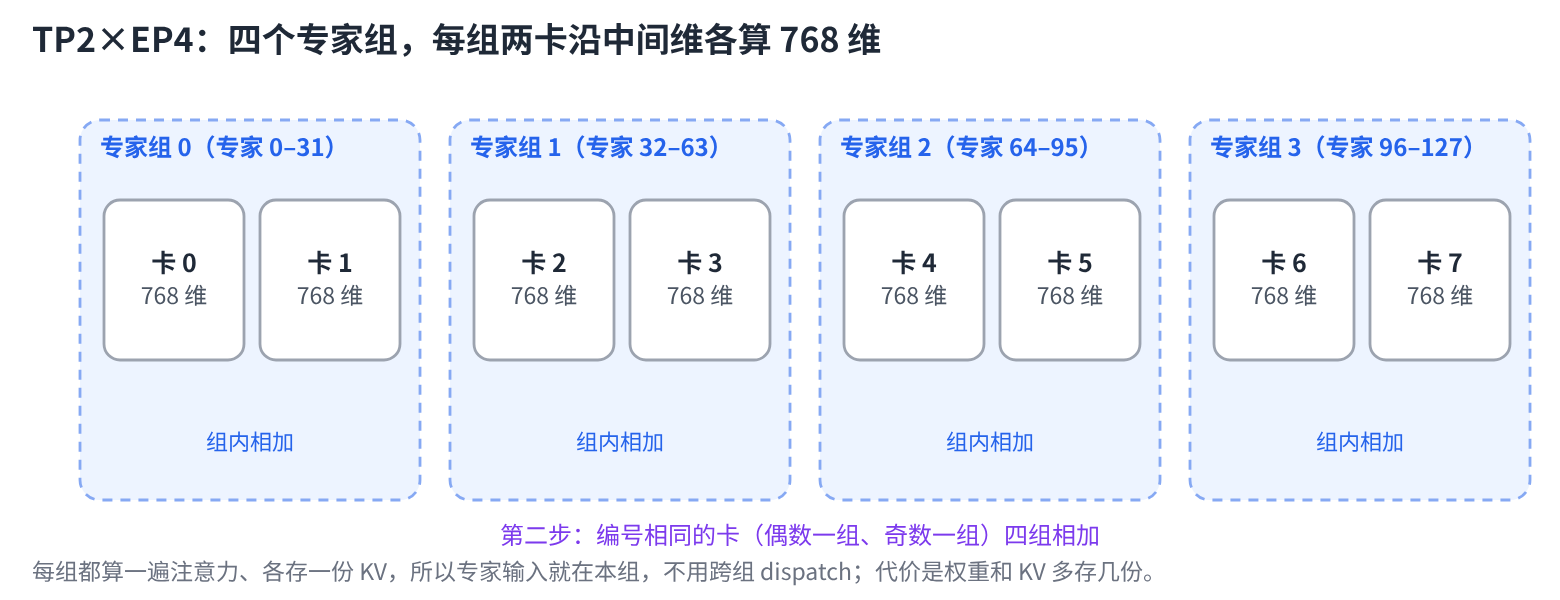 TP2×EP4：四个专家组，每组两卡沿中间维各算 768 维
专家组 0（专家 0–31）
专家组 1（专家 32–63）
专家组 2（专家 64–95）
专家组 3（专家 96–127）
卡 0
768 维
卡 1
768 维
卡 2
768 维
卡 3
768 维
卡 4
768 维
卡 5
768 维
卡 6
768 维
卡 7
768 维
组内相加
组内相加
组内相加
组内相加
第二步：编号相同的卡（偶数一组、奇数一组）四组相加
每组都算一遍注意力、各存一份 KV，所以专家输入就在本组，不用跨组 dispatch；代价是权重和 KV 多存几份。